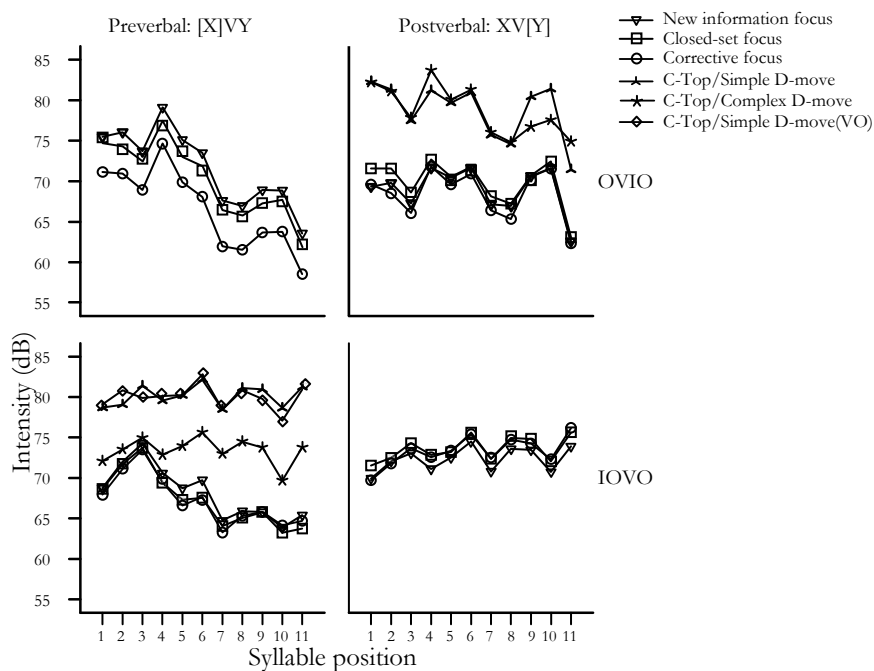 Preverbal: [X]VY
Postverbal: XV[Y]
New information focus
Closed-set focus
Corrective focus
C-Top/Simple D-move
C-Top/Complex D-move
C-Top/Simple D-move(VO)
85
80
75
70
65
60
55
OVIO
85
80
75
70
65
60
55
IOVO
Intensity (dB)
1 2 3 4 5 6 7 8 9 10 11
1 2 3 4 5 6 7 8 9 10 11
Syllable position